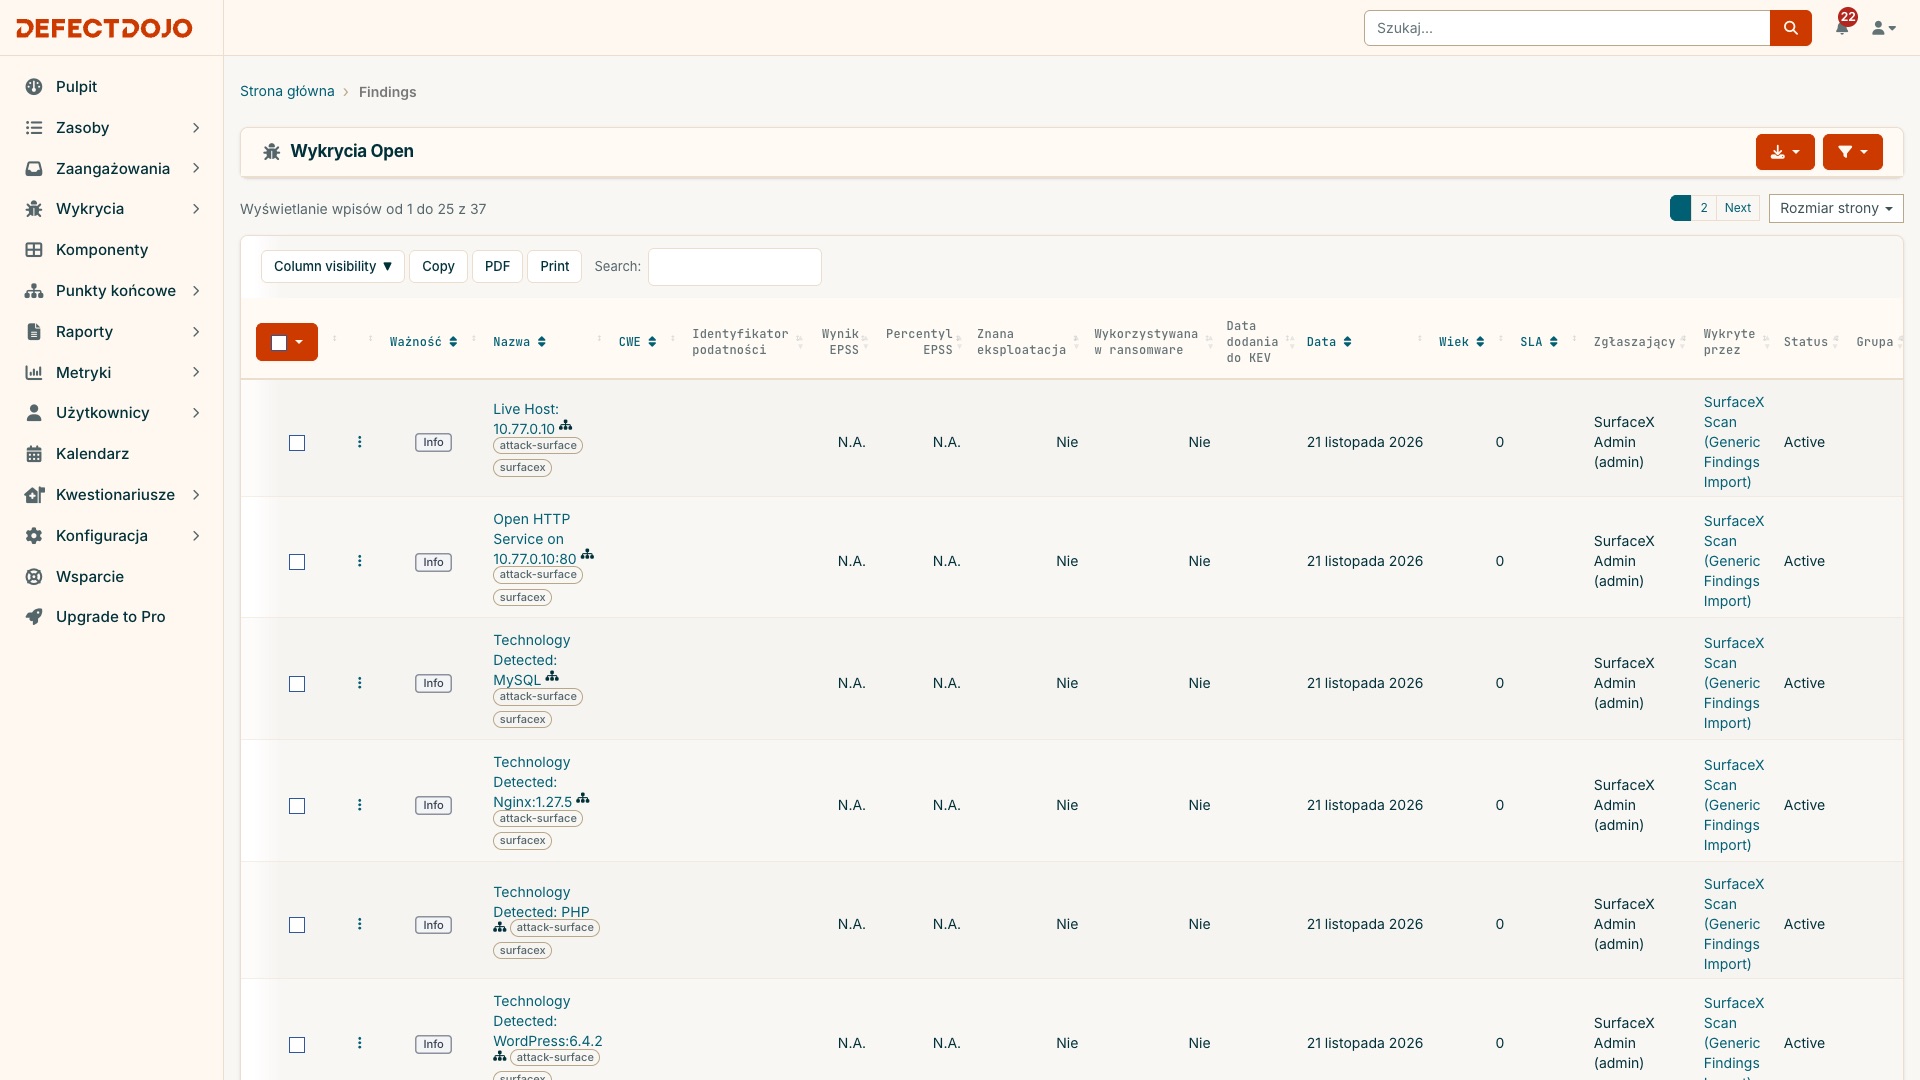 DEFECTDOJO
Szukaj...
22
Pulpit
Zasoby
Zaangażowania
Wykrycia
Komponenty
Punkty końcowe
Raporty
Metryki
Użytkownicy
Kalendarz
Kwestionariusze
Konfiguracja
Wsparcie
Upgrade to Pro
Strona główna
Findings
Wykrycia Open
Wyświetlanie wpisów od 1 do 25 z 37
2
Next
Rozmiar strony
Column visibility ▼
Copy
PDF
Print
Search:
Ważność
Nazwa
CWE
Identyfikator
podatności
Wynik
EPSS
Percentyl
EPSS
Znana
eksploatacja
Wykorzystywana
w ransomware
Data
dodania
do KEV
Data
Wiek
SLA
Zgłaszający
Wykryte
przez
Status
Grupa
Info
Live Host:
10.77.0.10
attack-surface
surfacex
N.A.
N.A.
Nie
Nie
21 listopada 2026
0
SurfaceX
Admin
(admin)
SurfaceX
Scan
(Generic
Findings
Import)
Active
Info
Open HTTP
Service on
10.77.0.10:80
attack-surface
surfacex
N.A.
N.A.
Nie
Nie
21 listopada 2026
0
SurfaceX
Admin
(admin)
SurfaceX
Scan
(Generic
Findings
Import)
Active
Info
Technology
Detected:
MySQL
attack-surface
surfacex
N.A.
N.A.
Nie
Nie
21 listopada 2026
0
SurfaceX
Admin
(admin)
SurfaceX
Scan
(Generic
Findings
Import)
Active
Info
Technology
Detected:
Nginx:1.27.5
attack-surface
surfacex
N.A.
N.A.
Nie
Nie
21 listopada 2026
0
SurfaceX
Admin
(admin)
SurfaceX
Scan
(Generic
Findings
Import)
Active
Info
Technology
Detected: PHP
attack-surface
surfacex
N.A.
N.A.
Nie
Nie
21 listopada 2026
0
SurfaceX
Admin
(admin)
SurfaceX
Scan
(Generic
Findings
Import)
Active
Info
Technology
Detected:
WordPress:6.4.2
attack-surface
surfacex
N.A.
N.A.
Nie
Nie
21 listopada 2026
0
SurfaceX
Admin
(admin)
SurfaceX
Scan
(Generic
Findings
Active